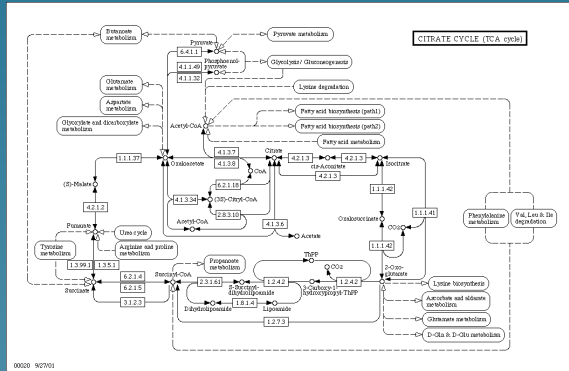 CITRATE CYCLE (TCA cycle)
Butanoate
metabolism
Pyruvate
Pyruvate metabolism
6.4.1.1
4.1.1.49
4.1.1.32
Phosphoenol-
pyruvate
Glycolysis / Gluconeogenesis
Lysine degradation
Glutamate
metabolism
Aspartate
metabolism
Glyoxylate and dicarboxylate
metabolism
Acetyl-CoA
Fatty acid biosynthesis (path1)
Fatty acid biosynthesis (path2)
Fatty acid metabolism
1.1.1.37
Oxaloacetate
4.1.3.7
4.1.3.8
CoA
Citrate
4.2.1.3
4.2.1.3
cis-Aconitate
4.2.1.3
Isocitrate
(S)-Malate
6.2.1.18
4.1.3.34
(3S)-Citryl-CoA
2.8.3.10
Acetyl-CoA
4.1.3.6
Acetate
1.1.1.42
1.1.1.41
Oxalosuccinate
CO2
1.1.1.42
4.2.1.2
Fumarate
Urea cycle
Arginine and proline
metabolism
Tyrosine
metabolism
1.3.99.1
1.3.5.1
Phenylalanine
metabolism
Val, Leu & Ile
degradation
Succinate
6.2.1.4
6.2.1.5
3.1.2.3
Succinyl-CoA
Propanoate
metabolism
2.3.1.61
S-Succinyl-
dihydrolipoamide
Dihydrolipoamide
1.8.1.4
Lipoamide
1.2.4.2
ThPP
CO2
3-Carboxy-1-
hydroxypropyl-ThPP
1.2.4.2
2-Oxo-
glutarate
1.2.7.3
Lysine biosynthesis
Ascorbate and aldarate
metabolism
Glutamate metabolism
D-Gln & D-Glu metabolism
00020 9/27/01